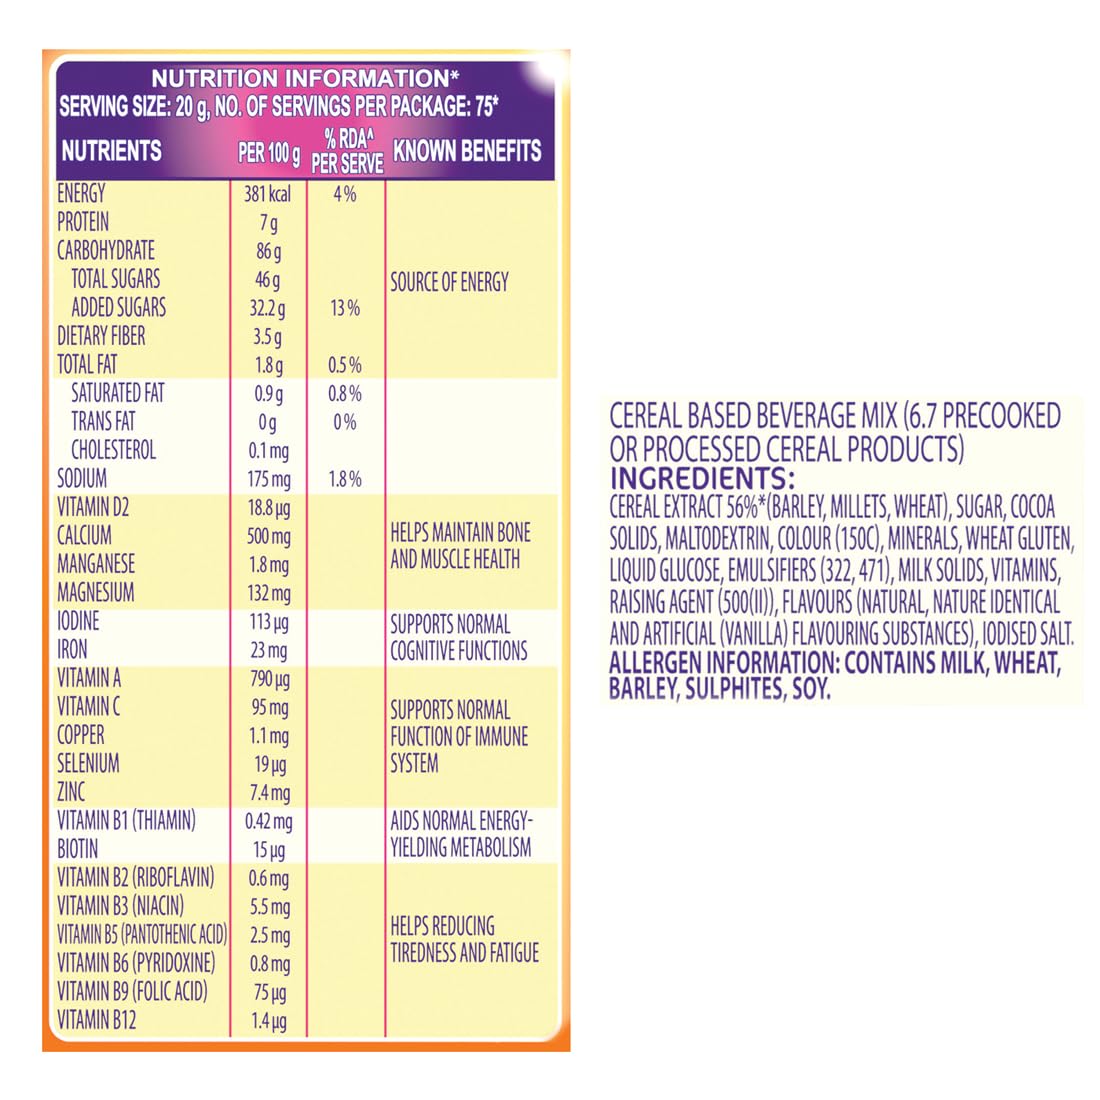 NUTRITION INFORMATION*
SERVING SIZE: 20 g, NO. OF SERVINGS PER PACKAGE: 75*
NUTRIENTS PER 100 g % RDA^ PER SERVE KNOWN BENEFITS
ENERGY 381 kcal 4%
PROTEIN 7 g
CARBOHYDRATE 86 g
TOTAL SUGARS 46 g SOURCE OF ENERGY
ADDED SUGARS 32.2 g 13%
DIETARY FIBER 3.5 g
TOTAL FAT 1.8 g 0.5%
SATURATED FAT 0.9 g 0.8%
TRANS FAT 0 g 0%
CHOLESTEROL 0.1 mg
SODIUM 175 mg 1.8%
VITAMIN D2 18.8 µg
CALCIUM 500 mg HELPS MAINTAIN BONE
MANGANESE 1.8 mg AND MUSCLE HEALTH
MAGNESIUM 132 mg
IODINE 113 µg SUPPORTS NORMAL
IRON 23 mg COGNITIVE FUNCTIONS
VITAMIN A 790 µg
VITAMIN C 95 mg SUPPORTS NORMAL
COPPER 1.1 mg FUNCTION OF IMMUNE
SELENIUM 19 µg SYSTEM
ZINC 7.4 mg
VITAMIN B1 (THIAMIN) 0.42 mg AIDS NORMAL ENERGY-
BIOTIN 15 µg YIELDING METABOLISM
VITAMIN B2 (RIBOFLAVIN) 0.6 mg
VITAMIN B3 (NIACIN) 5.5 mg
VITAMIN B5 (PANTOTHENIC ACID) 2.5 mg HELPS REDUCING
VITAMIN B6 (PYRIDOXINE) 0.8 mg TIREDNESS AND FATIGUE
VITAMIN B9 (FOLIC ACID) 75 µg
VITAMIN B12 1.4 µg
CEREAL BASED BEVERAGE MIX (6.7 PRECOOKED
OR PROCESSED CEREAL PRODUCTS)
INGREDIENTS:
CEREAL EXTRACT 56%*(BARLEY, MILLETS, WHEAT), SUGAR, COCOA
SOLIDS, MALTODEXTRIN, COLOUR (150C), MINERALS, WHEAT GLUTEN,
LIQUID GLUCOSE, EMULSIFIERS (322, 471), MILK SOLIDS, VITAMINS,
RAISING AGENT (500(II)), FLAVOURS (NATURAL, NATURE IDENTICAL
AND ARTIFICIAL (VANILLA) FLAVOURING SUBSTANCES), IODISED SALT.
ALLERGEN INFORMATION: CONTAINS MILK, WHEAT,
BARLEY, SULPHITES, SOY.